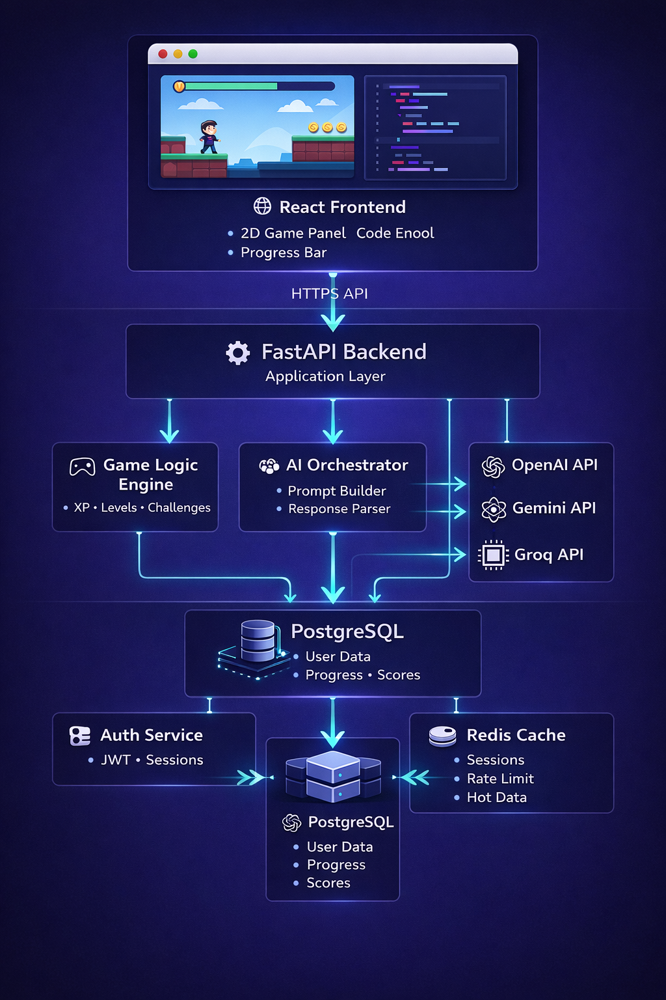 React Frontend
2D Game Panel Code Enool
Progress Bar
HTTPS API
FastAPI Backend
Application Layer
Game Logic
Engine
XP • Levels • Challenges
AI Orchestrator
Prompt Builder
Response Parser
OpenAI API
Gemini API
Groq API
PostgreSQL
User Data
Progress • Scores
Auth Service
JWT • Sessions
Redis Cache
Sessions
Rate Limit
Hot Data
PostgreSQL
User Data
Progress
Scores